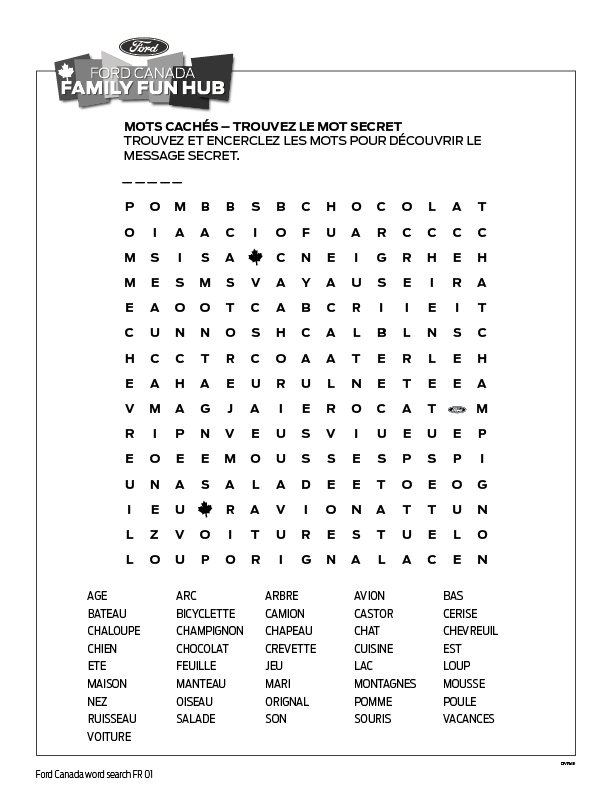 Ford
FORD CANADA
FAMILY FUN HUB
MOTS CACHÉS – TROUVEZ LE MOT SECRET
TROUVEZ ET ENCERCLEZ LES MOTS POUR DÉCOUVRIR LE
MESSAGE SECRET.
_ _ _ _ _
P O M B B S B C H O C O L A T
O I A A C I O F U A R C C C C
M S I S A C N E I G R H E H
M E S M S V A Y A U S E I R A
E A O O T C A B C R I I E I T
C U N N O S H C A L B L N S C
H C C T R C O A A T E R L E H
E A H A E U R U L N E T E E A
V M A G J A I E R O C A T Ford M
R I P N V E U S V I U E U E P
E O E E M O U S S E S P S P I
U N A S A L A D E E T O E O G
I E U R A V I O N A T T U N
L Z V O I T U R E S T U E L O
L O U P O R I G N A L A C E N
AGE ARC ARBRE AVION BAS
BATEAU BICYCLETTE CAMION CASTOR CERISE
CHALOUPE CHAMPIGNON CHAPEAU CHAT CHEVREUIL
CHIEN CHOCOLAT CREVETTE CUISINE EST
ETE FEUILLE JEU LAC LOUP
MAISON MANTEAU MARI MONTAGNES MOUSSE
NEZ OISEAU ORIGNAL POMME POULE
RUISSEAU SALADE SON SOURIS VACANCES
VOITURE
Ford Canada word search FR 01